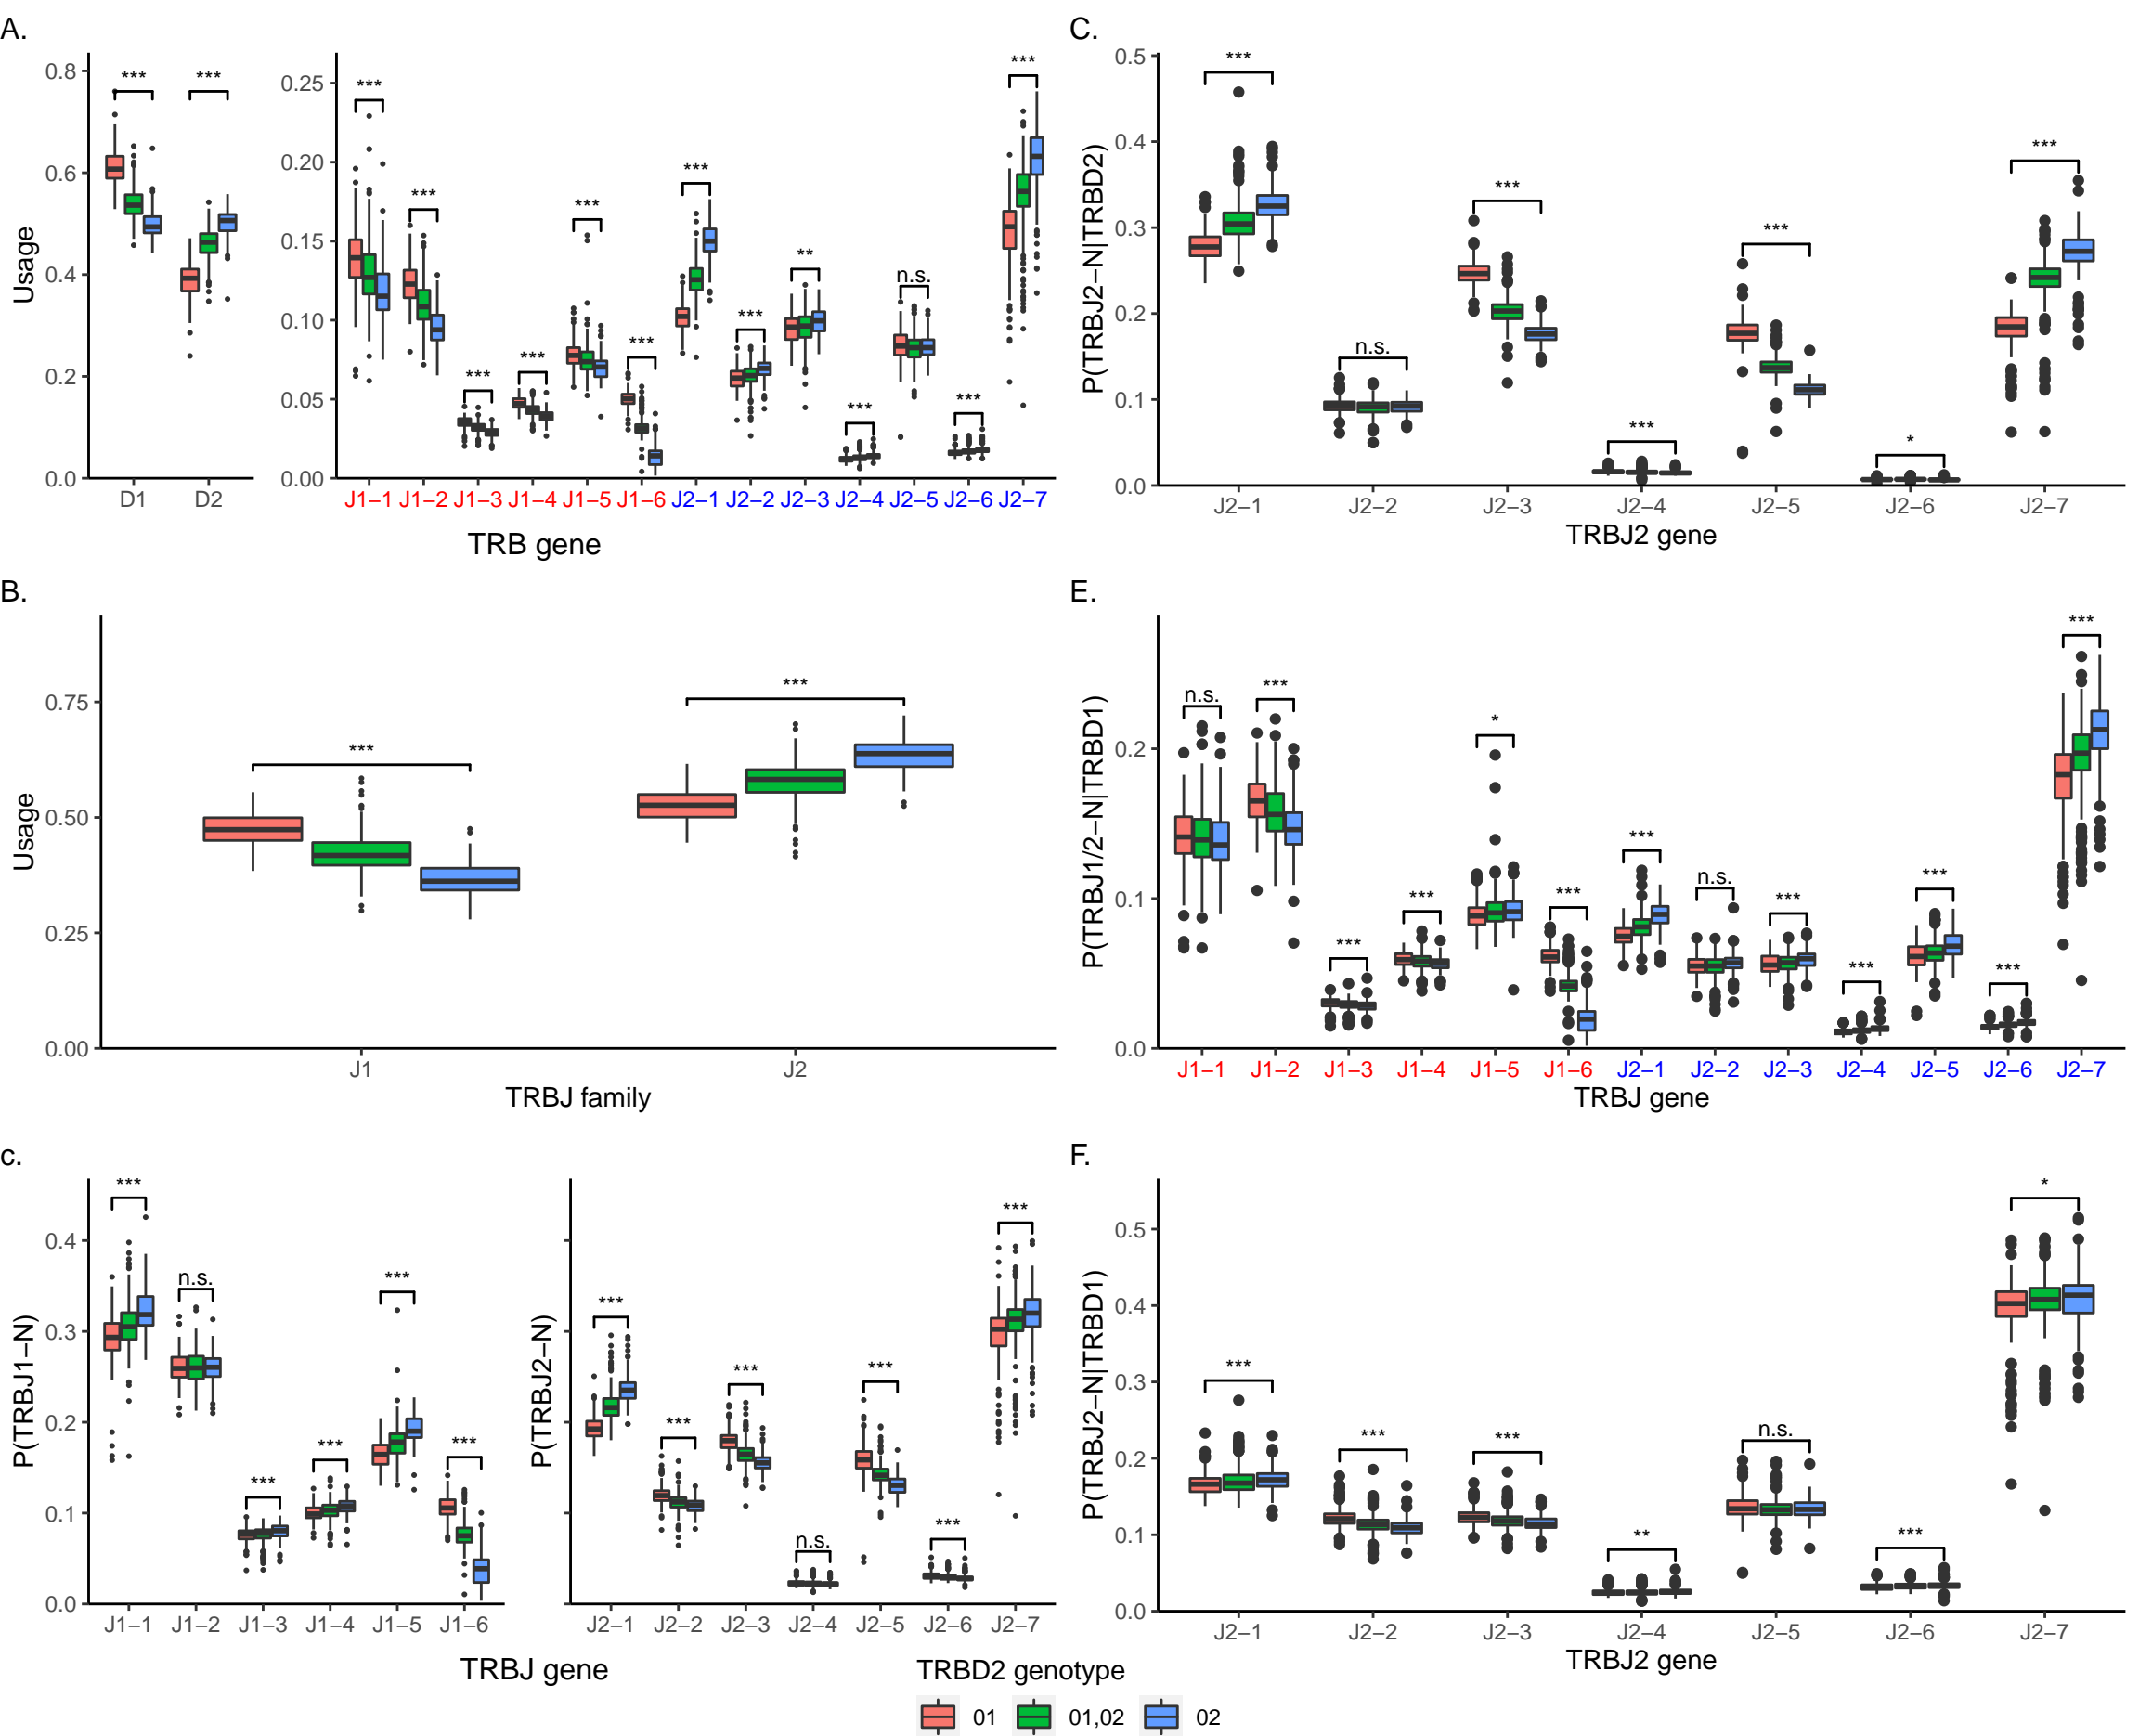 A.
*** ***
*** *** *** *** *** *** *** *** ** *** n.s. *** ***
Usage
0.8
0.6
0.4
0.2
0.0
D1 D2
0.25
0.20
0.15
0.10
0.05
0.00
J1−1 J1−2 J1−3 J1−4 J1−5 J1−6 J2−1 J2−2 J2−3 J2−4 J2−5 J2−6 J2−7
TRB gene
C.
*** n.s. *** *** *** * ***
P(TRBJ2−N|TRBD2)
0.5
0.4
0.3
0.2
0.1
0.0
J2−1 J2−2 J2−3 J2−4 J2−5 J2−6 J2−7
TRBJ2 gene
B.
*** ***
Usage
0.75
0.50
0.25
0.00
J1 J2
TRBJ family
E.
n.s. *** *** *** * *** *** n.s. *** *** *** *** ***
P(TRBJ1/2−N|TRBD1)
0.2
0.1
0.0
J1−1 J1−2 J1−3 J1−4 J1−5 J1−6 J2−1 J2−2 J2−3 J2−4 J2−5 J2−6 J2−7
TRBJ gene
c.
*** n.s. *** *** *** ***
P(TRBJ1−N)
0.4
0.3
0.2
0.1
0.0
J1−1 J1−2 J1−3 J1−4 J1−5 J1−6
*** *** *** n.s. *** *** ***
P(TRBJ2−N)
J2−1 J2−2 J2−3 J2−4 J2−5 J2−6 J2−7
TRBJ gene
F.
*** *** *** ** n.s. *** *
P(TRBJ2−N|TRBD1)
0.5
0.4
0.3
0.2
0.1
0.0
J2−1 J2−2 J2−3 J2−4 J2−5 J2−6 J2−7
TRBJ2 gene
TRBD2 genotype
01 01,02 02